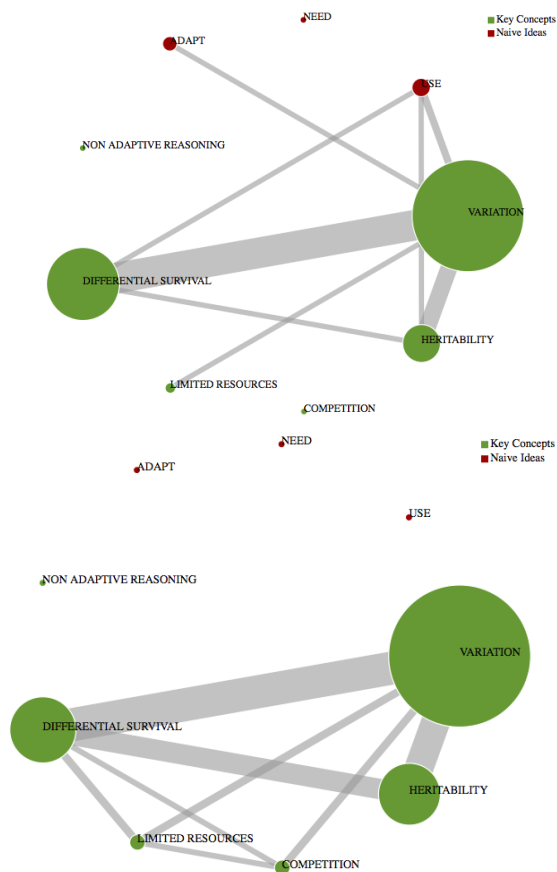 NEED
Key Concepts
Naive Ideas
ADAPT
USE
NON ADAPTIVE REASONING
VARIATION
DIFFERENTIAL SURVIVAL
HERITABILITY
LIMITED RESOURCES
COMPETITION
NEED
Key Concepts
Naive Ideas
ADAPT
USE
NON ADAPTIVE REASONING
VARIATION
DIFFERENTIAL SURVIVAL
HERITABILITY
LIMITED RESOURCES
COMPETITION